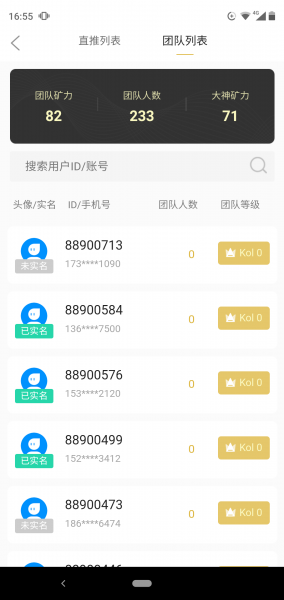 16:55
4G
直推列表 团队列表
团队矿力 团队人数 大神矿力
82 233 71
搜索用户ID/账号
头像/实名 ID/手机号 团队人数 团队等级
88900713
未实名 173****1090 0 Kol 0
88900584
已实名 136****7500 0 Kol 0
88900576
已实名 153****2120 0 Kol 0
88900499
已实名 152****3412 0 Kol 0
88900473
未实名 186****6474 0 Kol 0